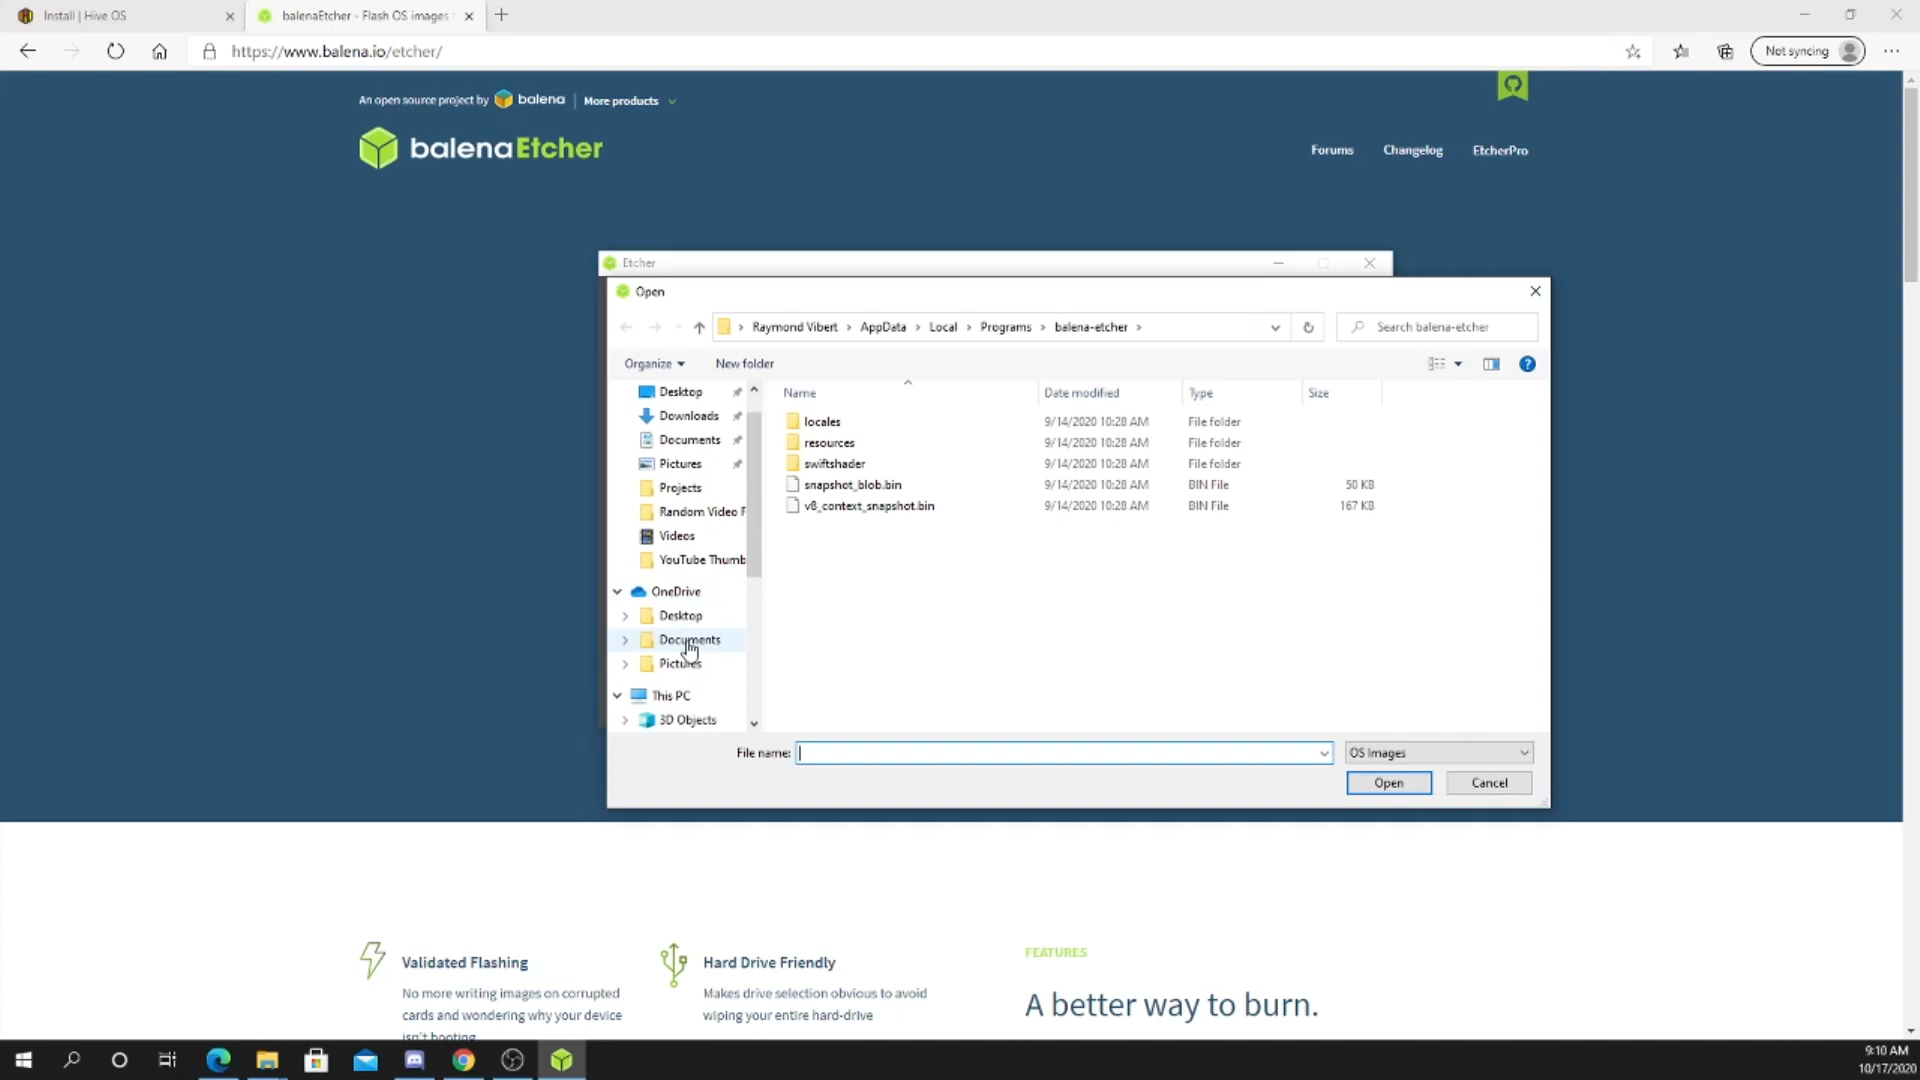 Install | Hive OS
balenaEtcher - Flash OS images
https://www.balena.io/etcher/
Not syncing
An open source project by balena
More products
balenaEtcher
Forums
Changelog
EtcherPro
Etcher
Open
Raymond Vibert > AppData > Local > Programs > balena-etcher >
Search balena-etcher
Organize
New folder
Name
Date modified
Type
Size
Desktop
Downloads
Documents
Pictures
Projects
Random Video F
Videos
YouTube Thumb
OneDrive
Desktop
Documents
Pictures
This PC
3D Objects
locales 9/14/2020 10:28 AM File folder
resources 9/14/2020 10:28 AM File folder
swiftshader 9/14/2020 10:28 AM File folder
snapshot_blob.bin 9/14/2020 10:28 AM BIN File 50 KB
v8_context_snapshot.bin 9/14/2020 10:28 AM BIN File 167 KB
File name:
OS Images
Open
Cancel
Validated Flashing
No more writing images on corrupted
cards and wondering why your device
isn't booting
Hard Drive Friendly
Makes drive selection obvious to avoid
wiping your entire hard-drive
FEATURES
A better way to burn.
9:10 AM
10/17/2020